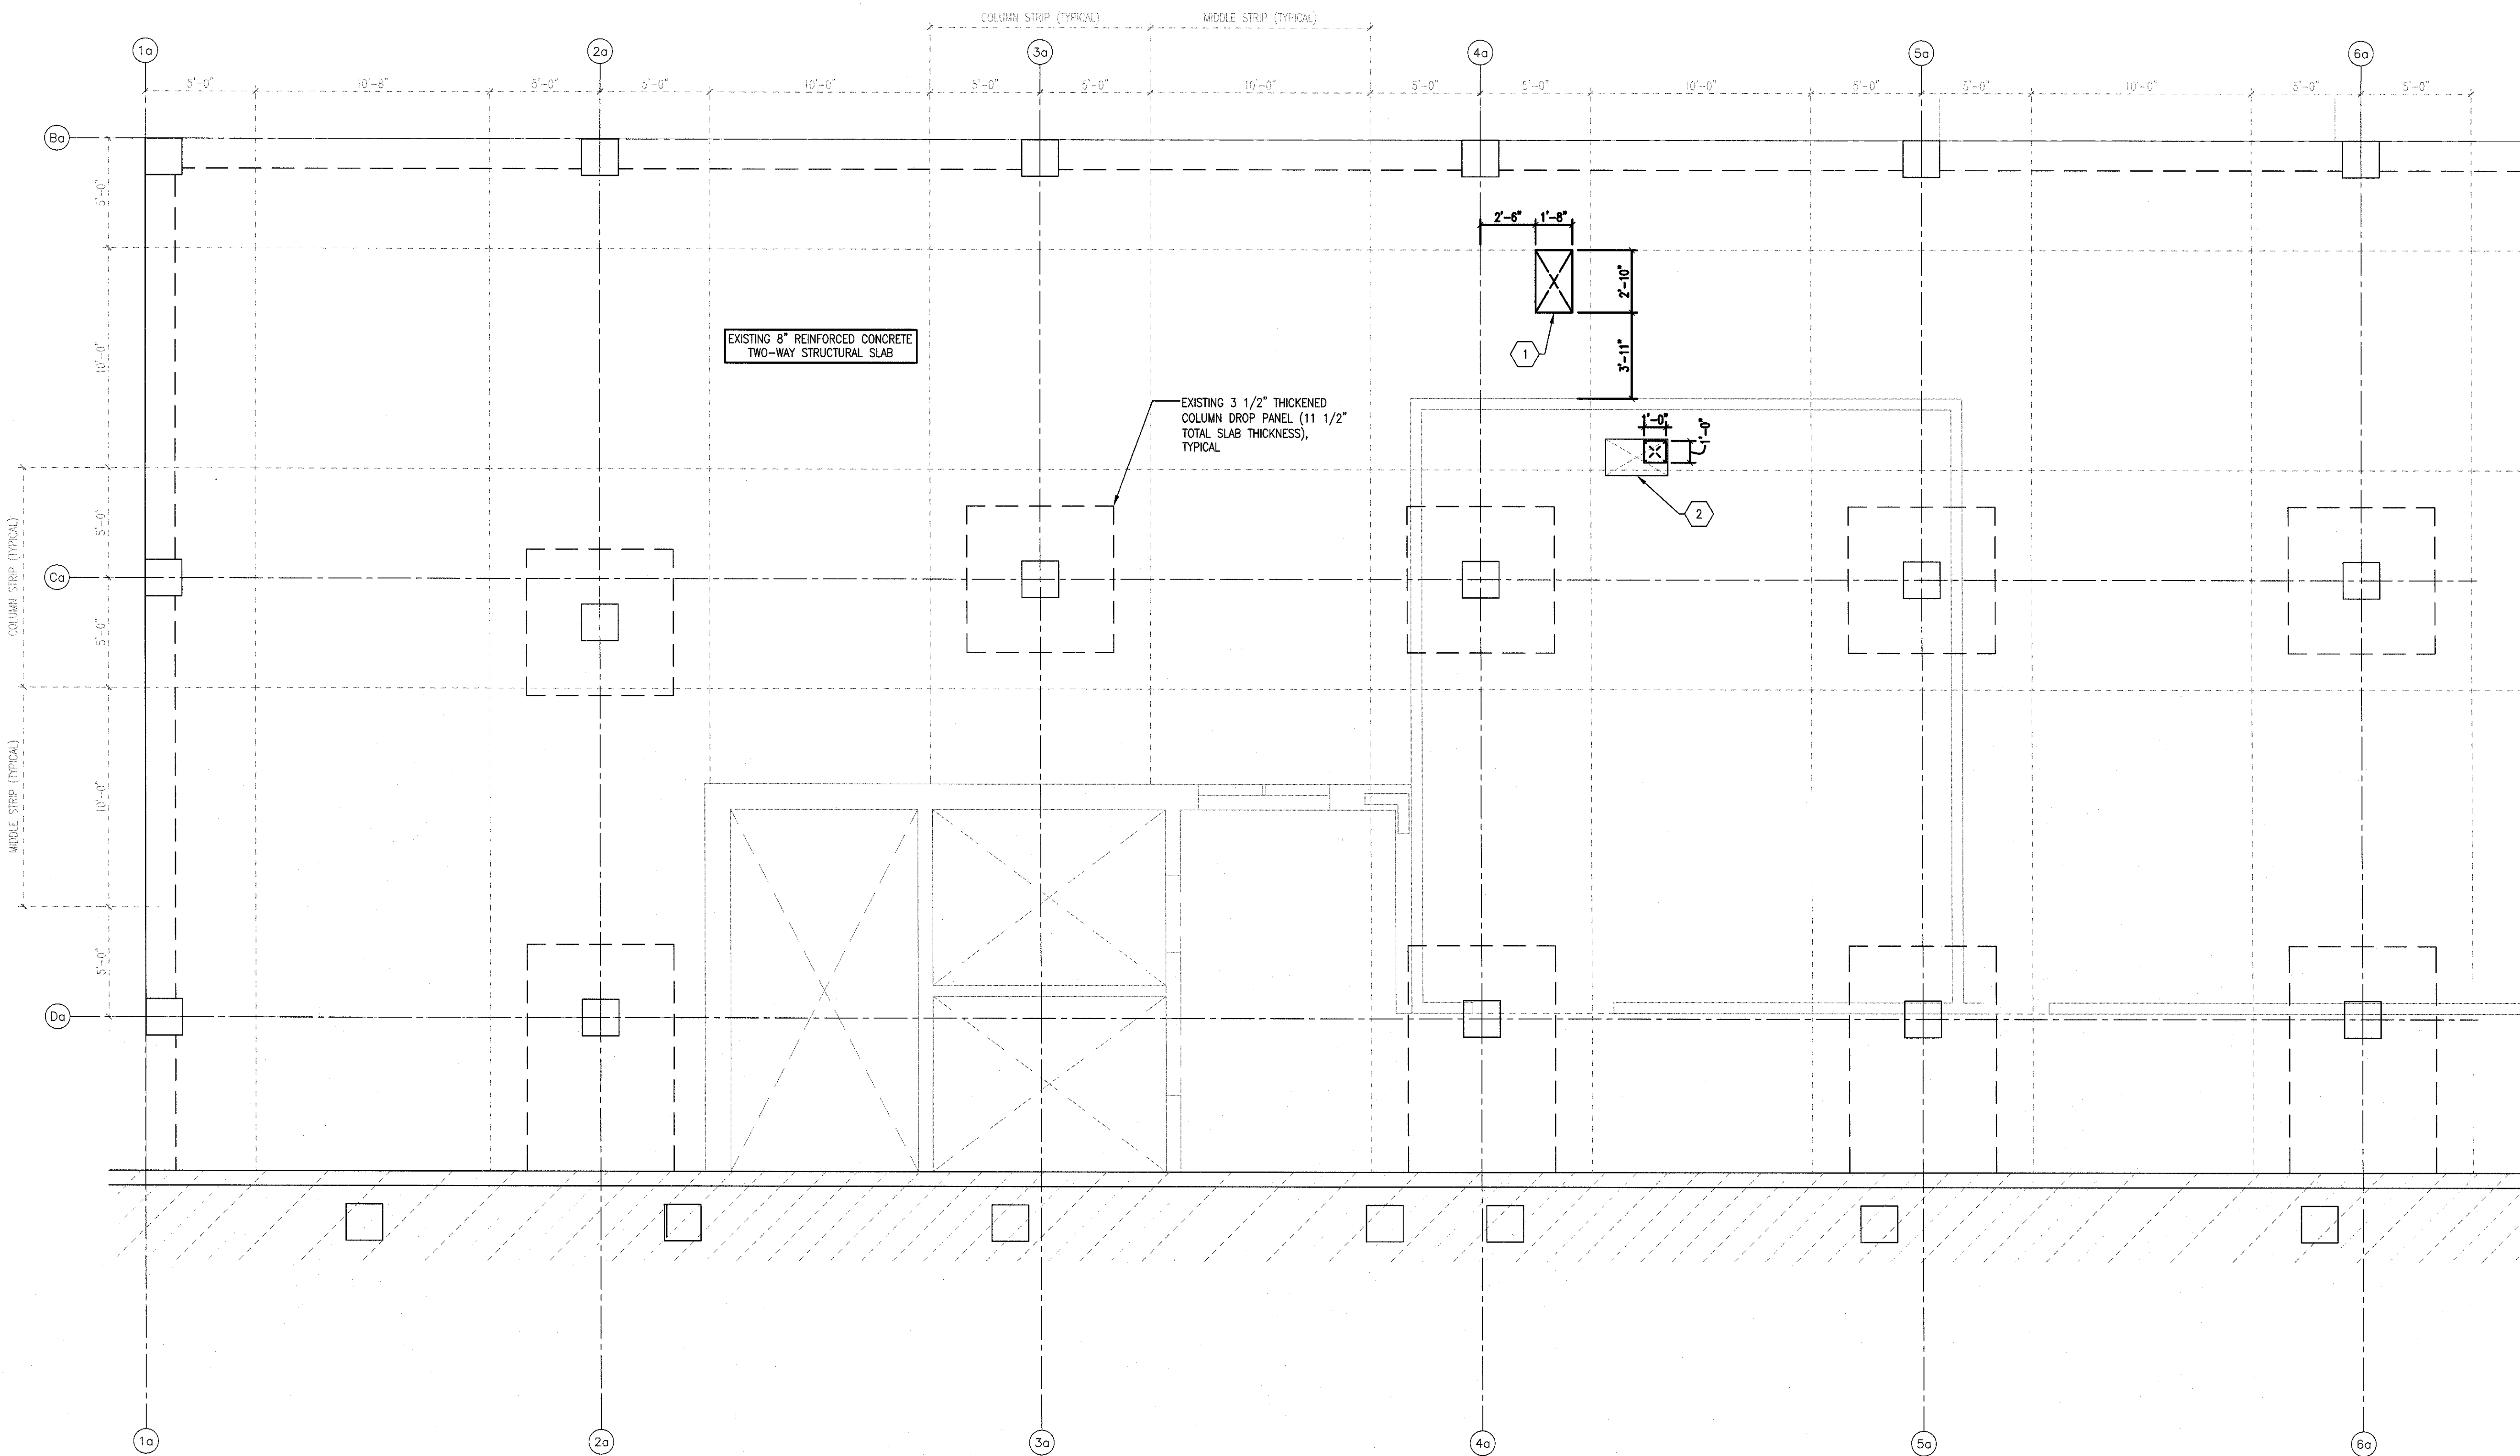 COLUMN STRIP (TYPICAL)
MIDDLE STRIP (TYPICAL)
1a
2a
3a
4a
5a
6a
5'-0"
10'-8"
5'-0"
5'-0"
10'-0"
5'-0"
5'-0"
10'-0"
5'-0"
5'-0"
10'-0"
5'-0"
5'-0"
10'-0"
5'-0"
5'-0"
Ba
5'-0"
2'-6"
1'-8"
2'-10"
EXISTING 8" REINFORCED CONCRETE
TWO-WAY STRUCTURAL SLAB
1
3'-11"
10'-0"
EXISTING 3 1/2" THICKENED
COLUMN DROP PANEL (11 1/2"
TOTAL SLAB THICKNESS),
TYPICAL
1'-0"
1'-0"
2
COLUMN STRIP (TYPICAL)
5'-0"
Ca
5'-0"
MIDDLE STRIP (TYPICAL)
10'-0"
5'-0"
Da
1a
2a
3a
4a
5a
6a